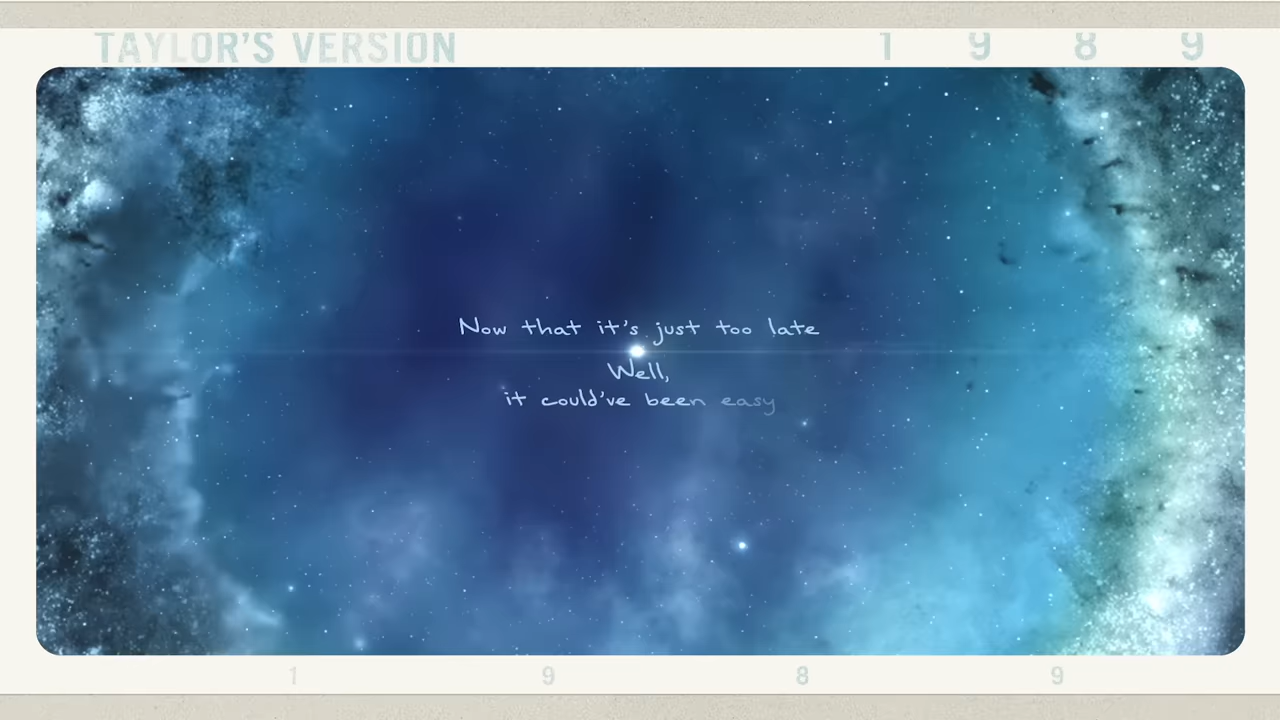 TAYLOR'S VERSION 1 9 8 9
Now that it's just too late
Well,
it could've been easy
1 9 8 9